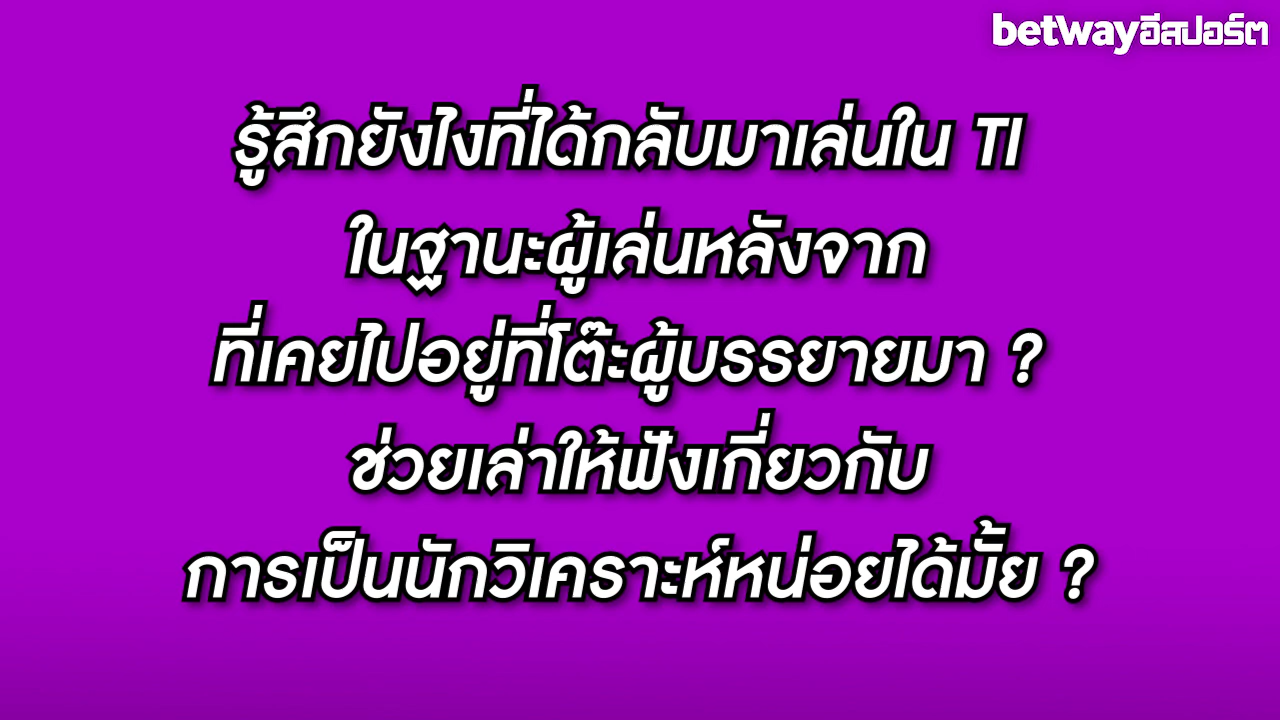 betwayอีสปอร์ต
รู้สึกยังไงที่ได้กลับมาเล่นใน TI
ในฐานะผู้เล่นหลังจาก
ที่เคยไปอยู่ที่โต๊ะผู้บรรยายมา ?
ช่วยเล่าให้ฟังเกี่ยวกับ
การเป็นนักวิเคราะห์หน่อยได้มั้ย ?